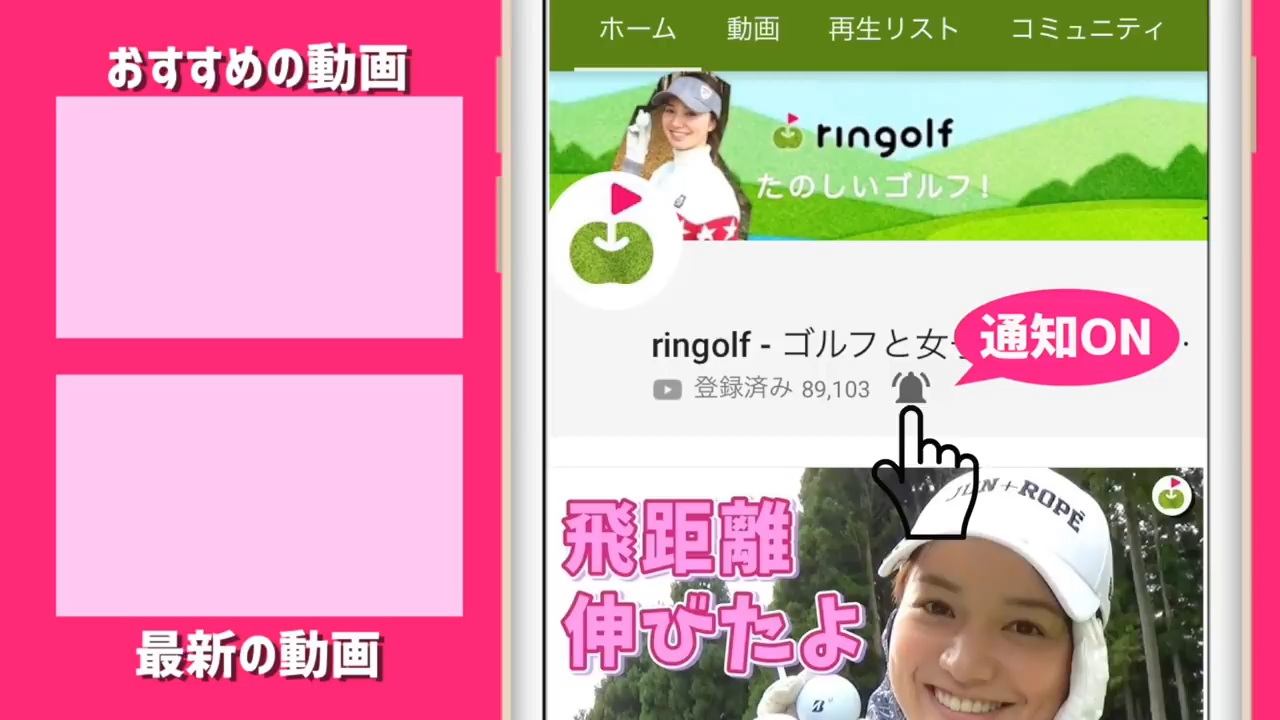 おすすめの動画
最新の動画
ホーム 動画 再生リスト コミュニティ
ringolf
たのしいゴルフ!
ringolf - ゴルフと女
通知ON
登録済み 89,103
JUN+ROPÉ
飛距離
伸びたよ
B